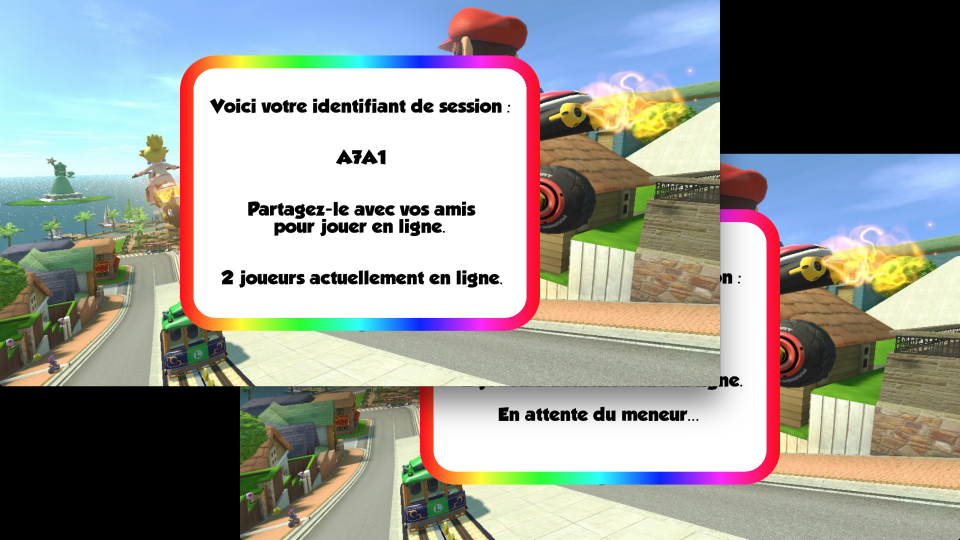 Voici votre identifiant de session :
A7A1
Partagez-le avec vos amis
pour jouer en ligne.
2 joueurs actuellement en ligne.
:
En attente du meneur...